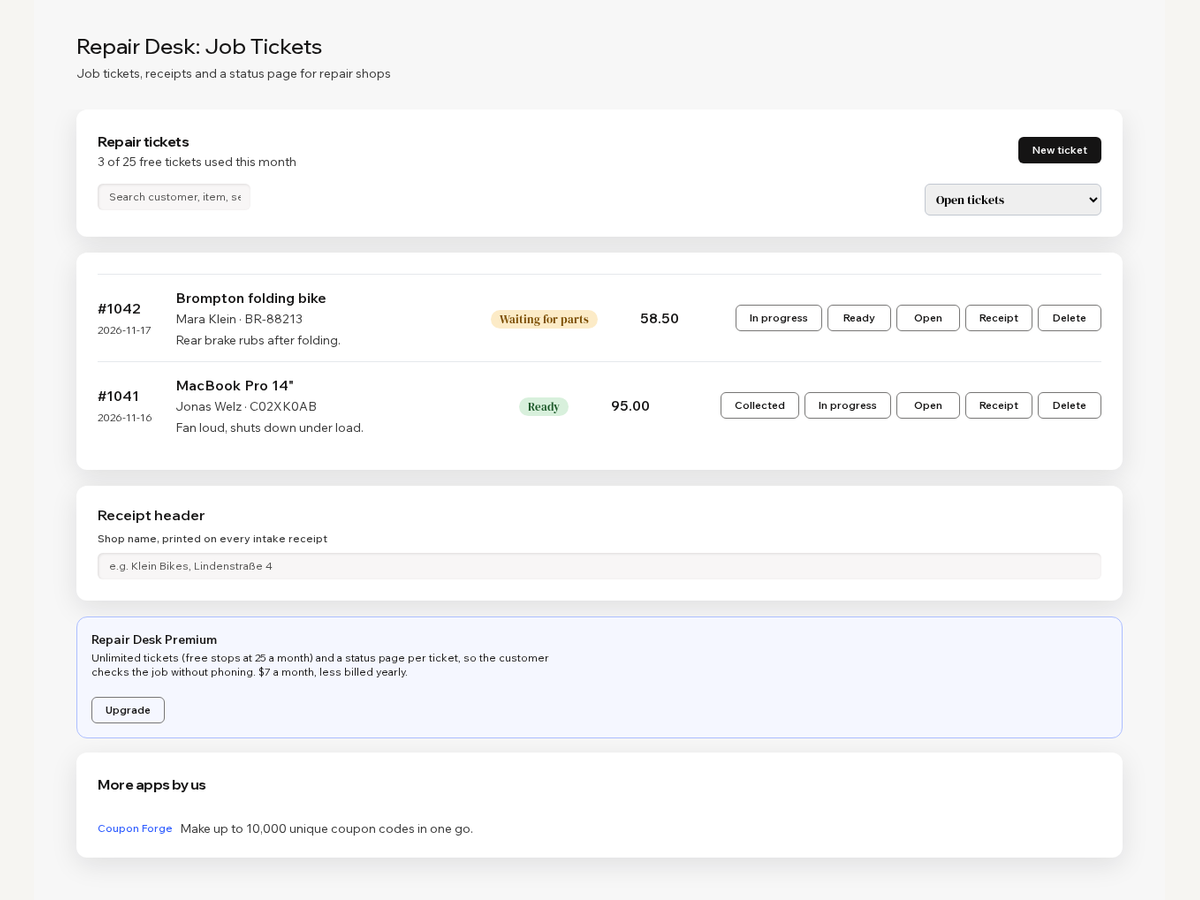 Repair Desk: Job Tickets
Job tickets, receipts and a status page for repair shops
Repair tickets
3 of 25 free tickets used this month
New ticket
Search customer, item, se
Open tickets
#1042
2026-11-17
Brompton folding bike
Mara Klein · BR-88213
Rear brake rubs after folding.
Waiting for parts
58.50
In progress
Ready
Open
Receipt
Delete
#1041
2026-11-16
MacBook Pro 14"
Jonas Welz · C02XK0AB
Fan loud, shuts down under load.
Ready
95.00
Collected
In progress
Open
Receipt
Delete
Receipt header
Shop name, printed on every intake receipt
e.g. Klein Bikes, Lindenstraße 4
Repair Desk Premium
Unlimited tickets (free stops at 25 a month) and a status page per ticket, so the customer
checks the job without phoning. $7 a month, less billed yearly.
Upgrade
More apps by us
Coupon Forge Make up to 10,000 unique coupon codes in one go.